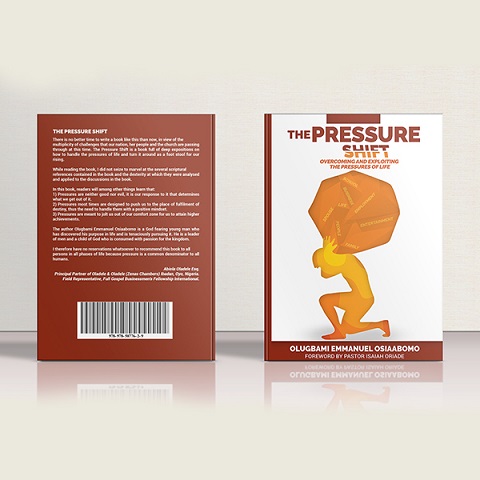 THE PRESSURE SHIFT
There is no better time to write a book like this than now, in view of the
multiplicity of challenges that our nation, her people and the church are passing
through at this time. The Pressure Shift is a book full of deep expositions on
how to handle the pressures of life and turn it around as a foot stool for our
rising.
While reading the book, I did not seize to marvel at the several scriptural
references contained in the book and the dexterity at which they were analysed
and applied to the discussions in the book.
In this book, readers will among other things learn that:
1) Pressures are neither good nor evil, it is our response to it that determines
what we get out of it.
2) Pressures most times are designed to push us to the place of fulfilment of
destiny, thus the need to handle them with a positive mindset.
3) Pressures are meant to jolt us out of our comfort zone for us to attain higher
achievements.
The author Olugbami Emmanuel Osiaabomo is a God fearing young man who
has discovered his purpose in life and is tenaciously pursuing it. He is a leader
of men and a child of God who is consumed with passion for the kingdom.
I therefore have no reservations whatsoever to recommend this book to all
persons in all phases of life because pressure is a common denominator to all
humans.
Abiola Oladele Esq.
Principal Partner of Oladele & Oladele (Zenas Chambers) Ibadan, Oyo, Nigeria.
Field Representative, Full Gospel Businessmen's Fellowship International.
THE PRESSURE
SHIFT
OVERCOMING AND EXPLOITING
THE PRESSURES OF LIFE
OLUGBAMI EMMANUEL OSIAABOMO
FOREWORD BY PASTOR ISAIAH ORIADE